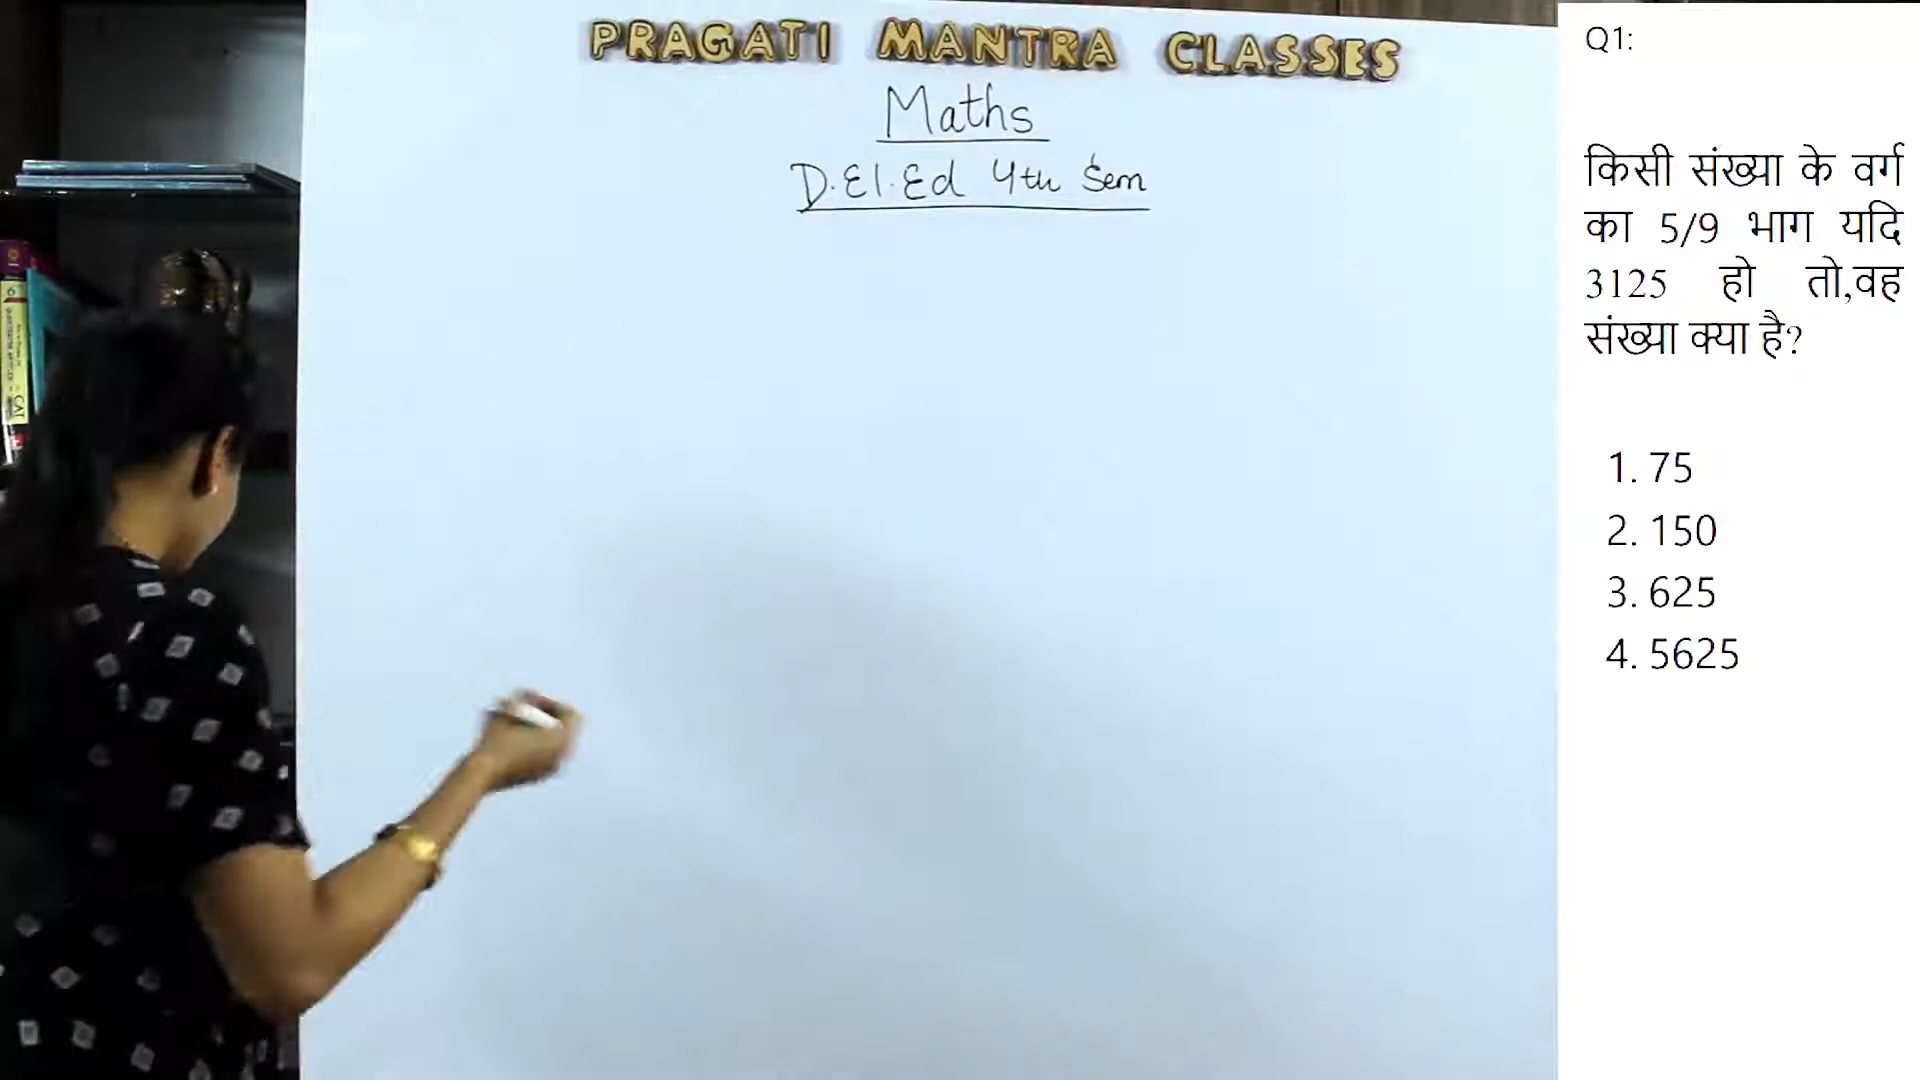 PRAGATI MANTRA CLASSES
Maths
D.El.Ed 4th Sem
Q1:
किसी संख्या के वर्ग
का 5/9 भाग यदि
3125 हो तो,वह
संख्या क्या है?
1. 75
2. 150
3. 625
4. 5625
CAT